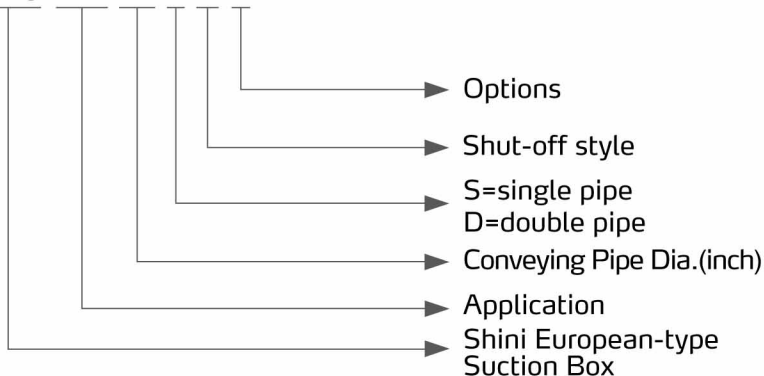 Options
Shut-off style
S=single pipe
D=double pipe
Conveying Pipe Dia.(inch)
Application
Shini European-type
Suction Box